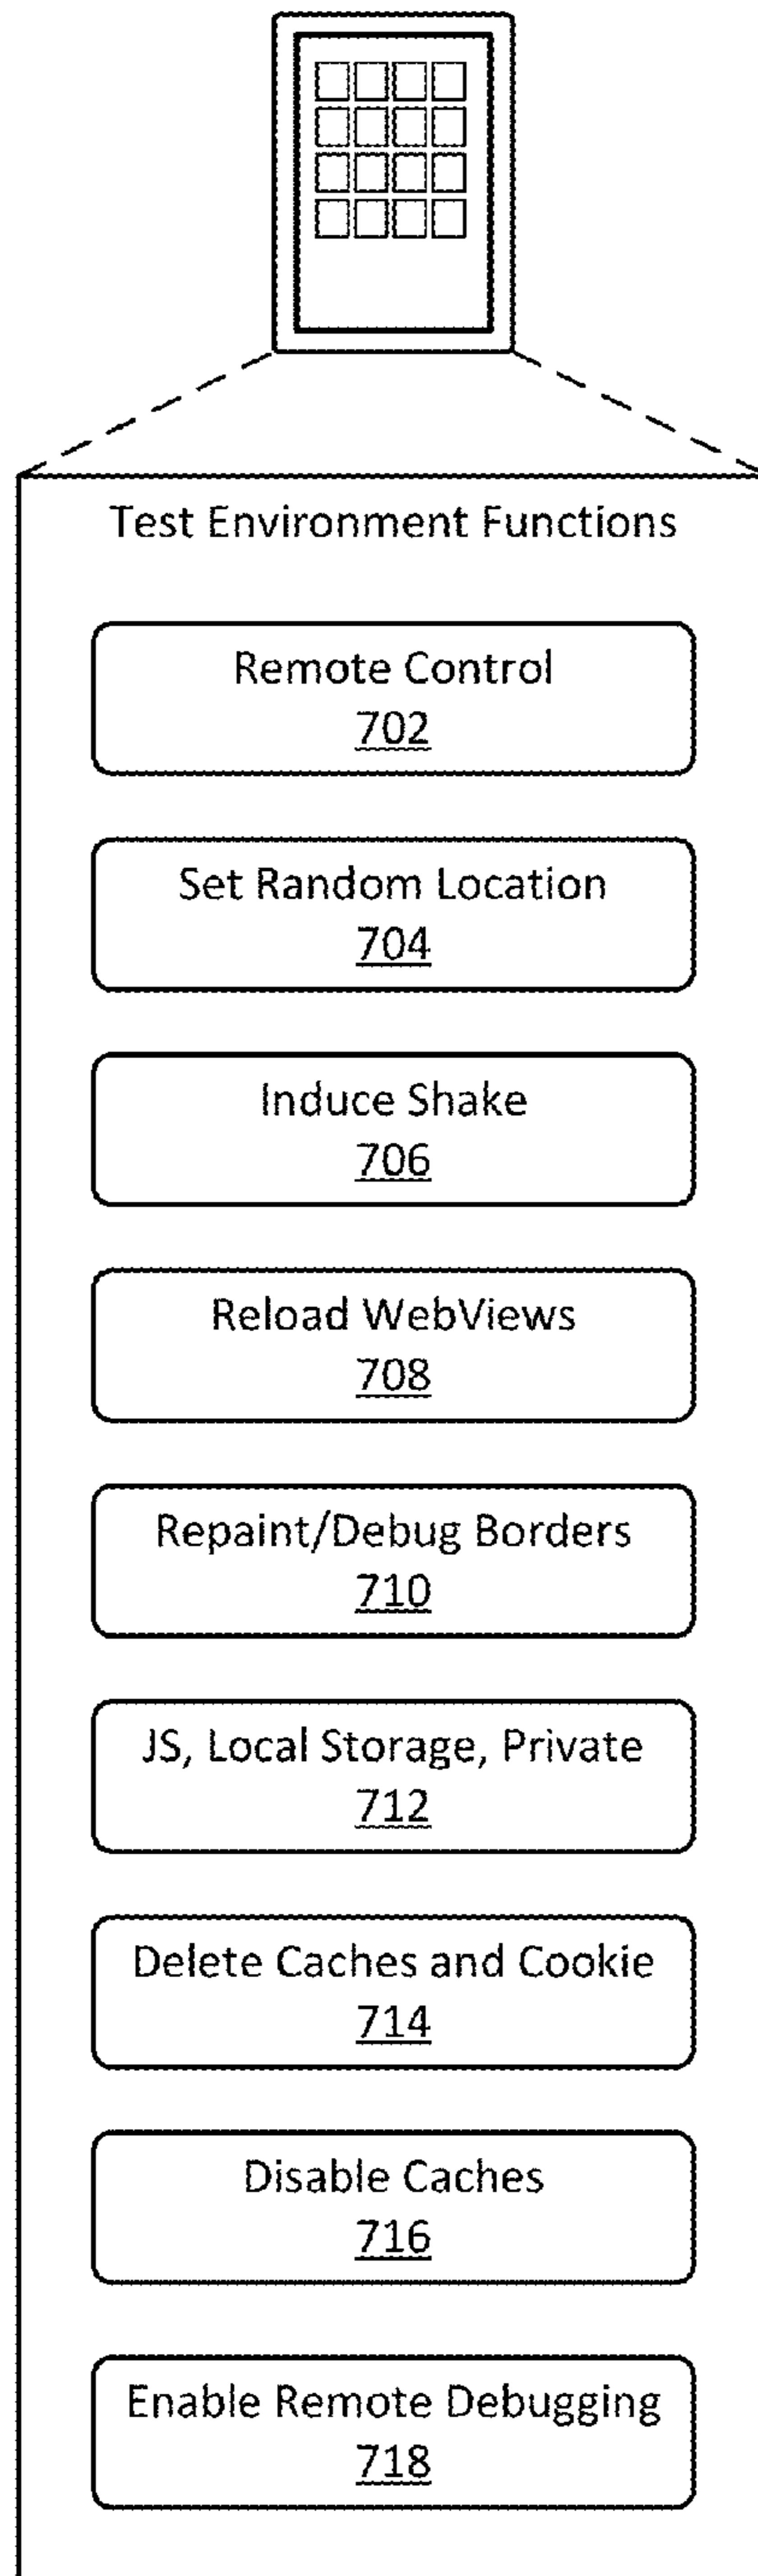 Test Environment Functions
Remote Control
702
Set Random Location
704
Induce Shake
706
Reload WebViews
708
Repaint/Debug Borders
710
JS, Local Storage, Private
712
Delete Caches and Cookie
714
Disable Caches
716
Enable Remote Debugging
718